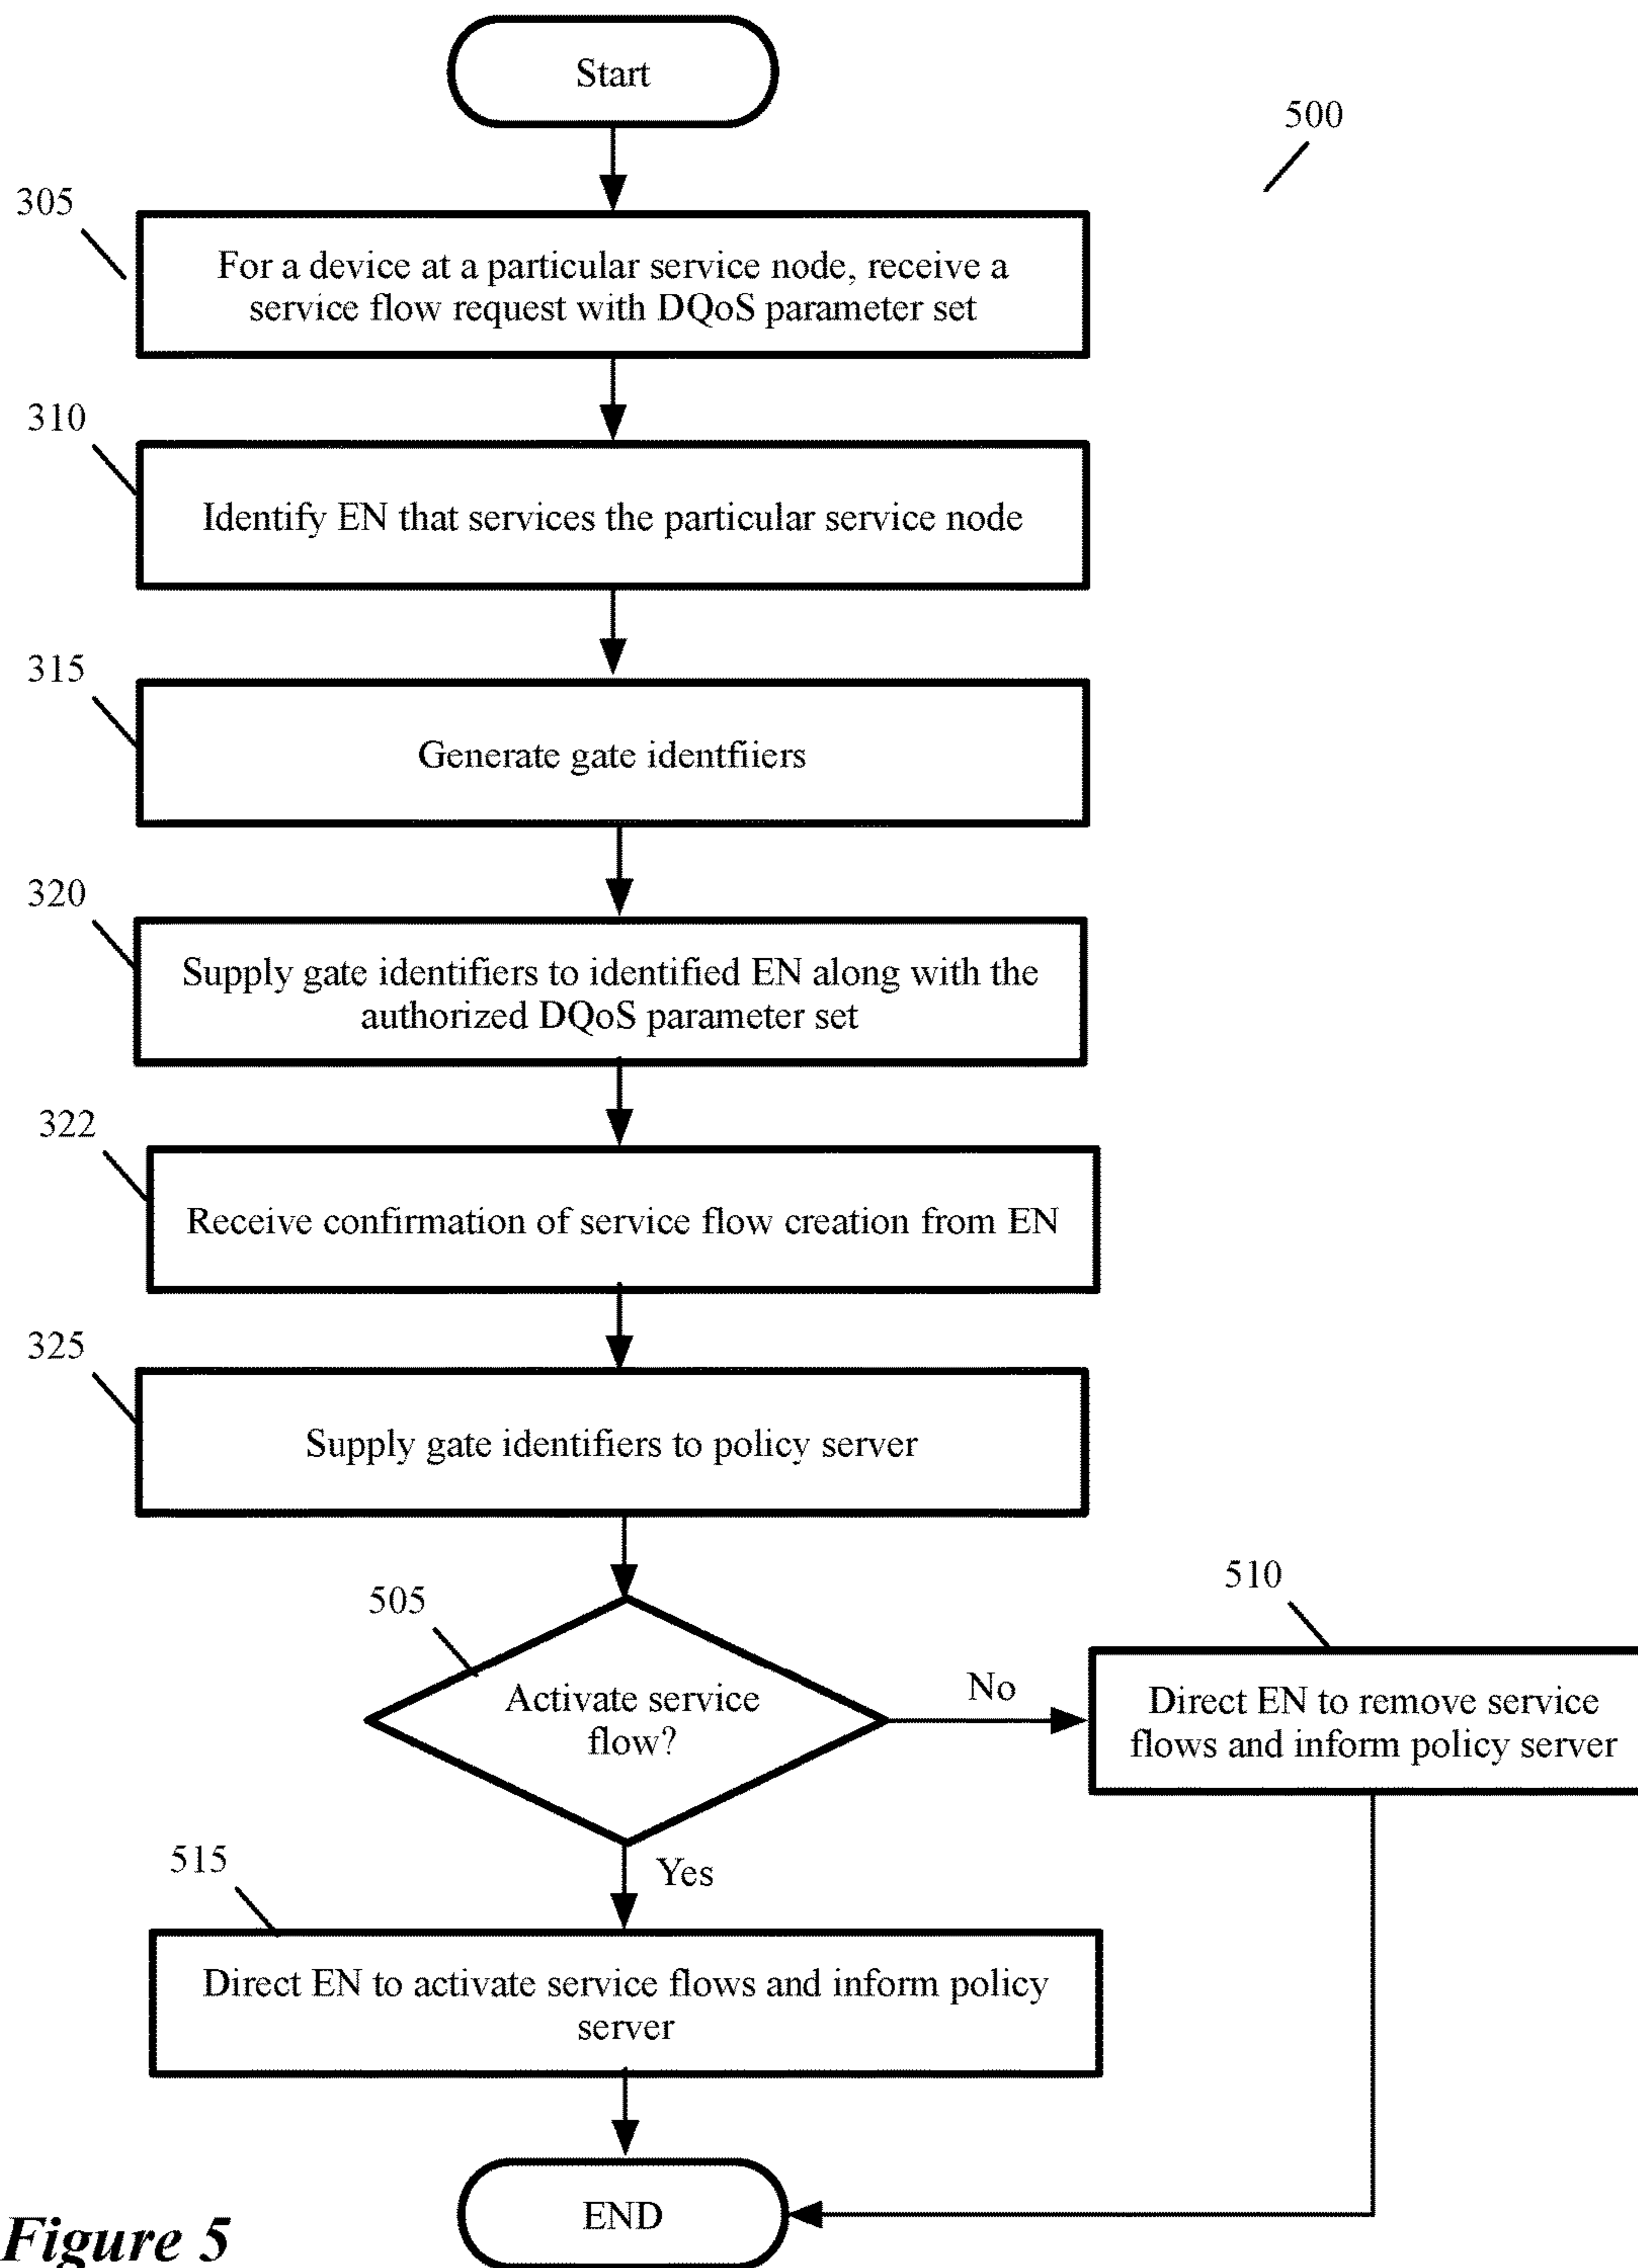 Start
500
305
For a device at a particular service node, receive a
service flow request with DQoS parameter set
310
Identify EN that services the particular service node
315
Generate gate identfiiers
320
Supply gate identifiers to identified EN along with the
authorized DQoS parameter set
322
Receive confirmation of service flow creation from EN
325
Supply gate identifiers to policy server
505
Activate service
flow?
No
510
Direct EN to remove service
flows and inform policy server
Yes
515
Direct EN to activate service flows and inform policy
server
END
Figure 5